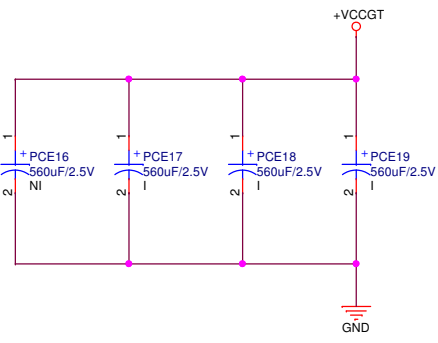 +VCCGT
1
1
1
1
+ PCE16
560uF/2.5V
NI
2
+ PCE17
560uF/2.5V
I
2
+ PCE18
560uF/2.5V
I
2
+ PCE19
560uF/2.5V
I
2
GND